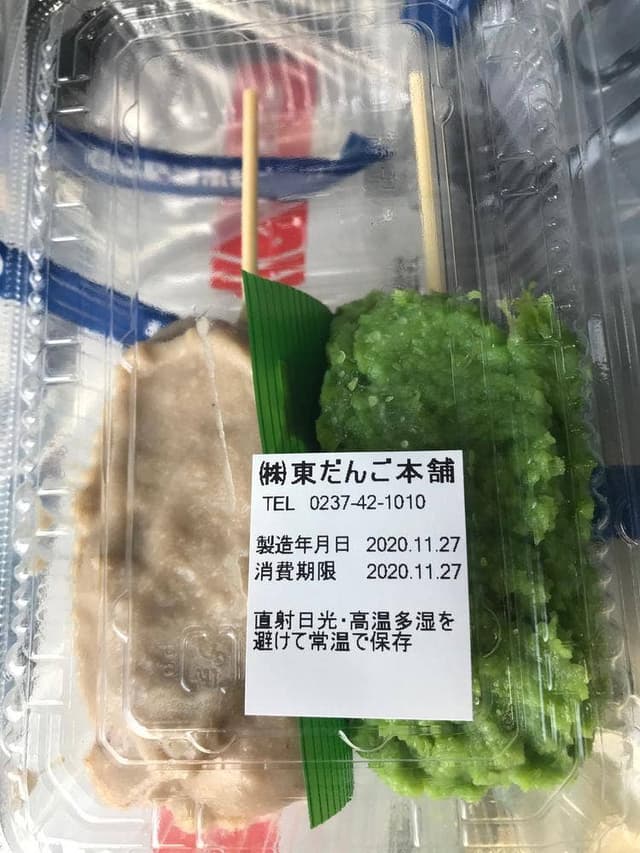 ㈱東だんご本舗
TEL 0237-42-1010
製造年月日 2020.11.27
消費期限 2020.11.27
直射日光・高温多湿を
避けて常温で保存